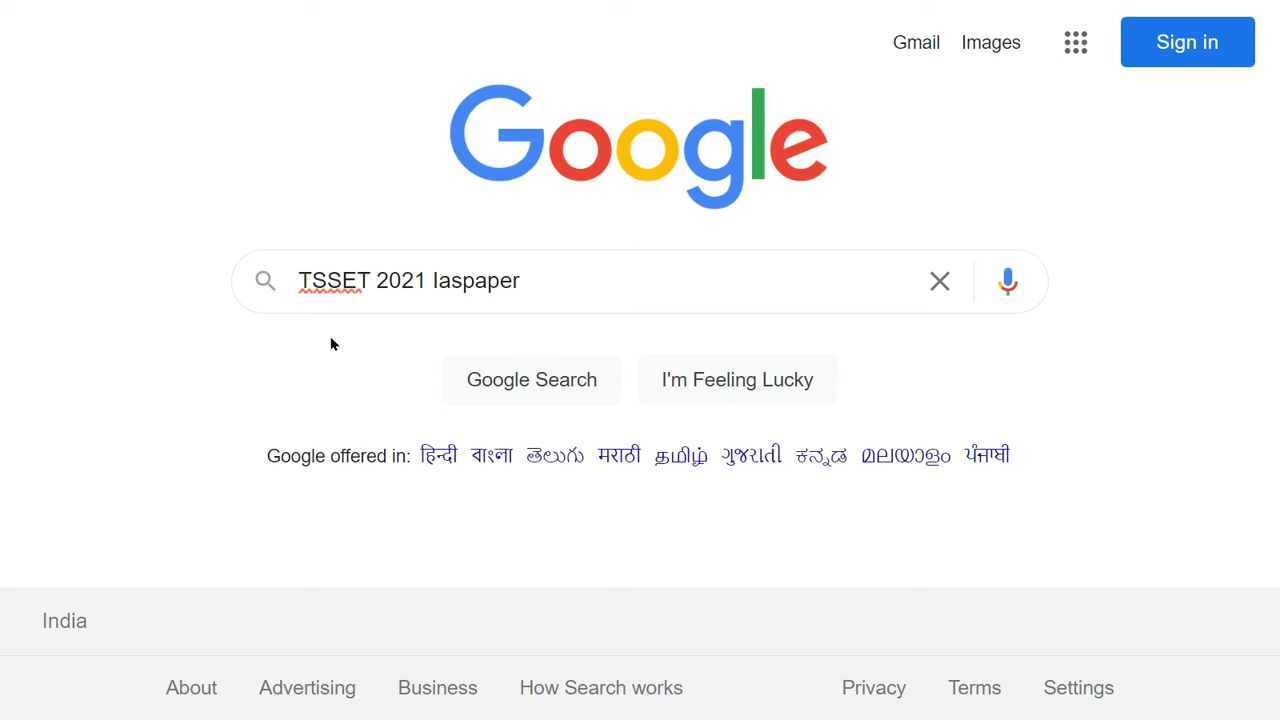 Gmail Images Sign in
Google
TSSET 2021 Iaspaper
Google Search I'm Feeling Lucky
Google offered in: हिन्दी বাংলা తెలుగు मराठी தமிழ் ગુજરાતી ಕನ್ನಡ മലയാളം ਪੰਜਾਬੀ
India
About Advertising Business How Search works Privacy Terms Settings